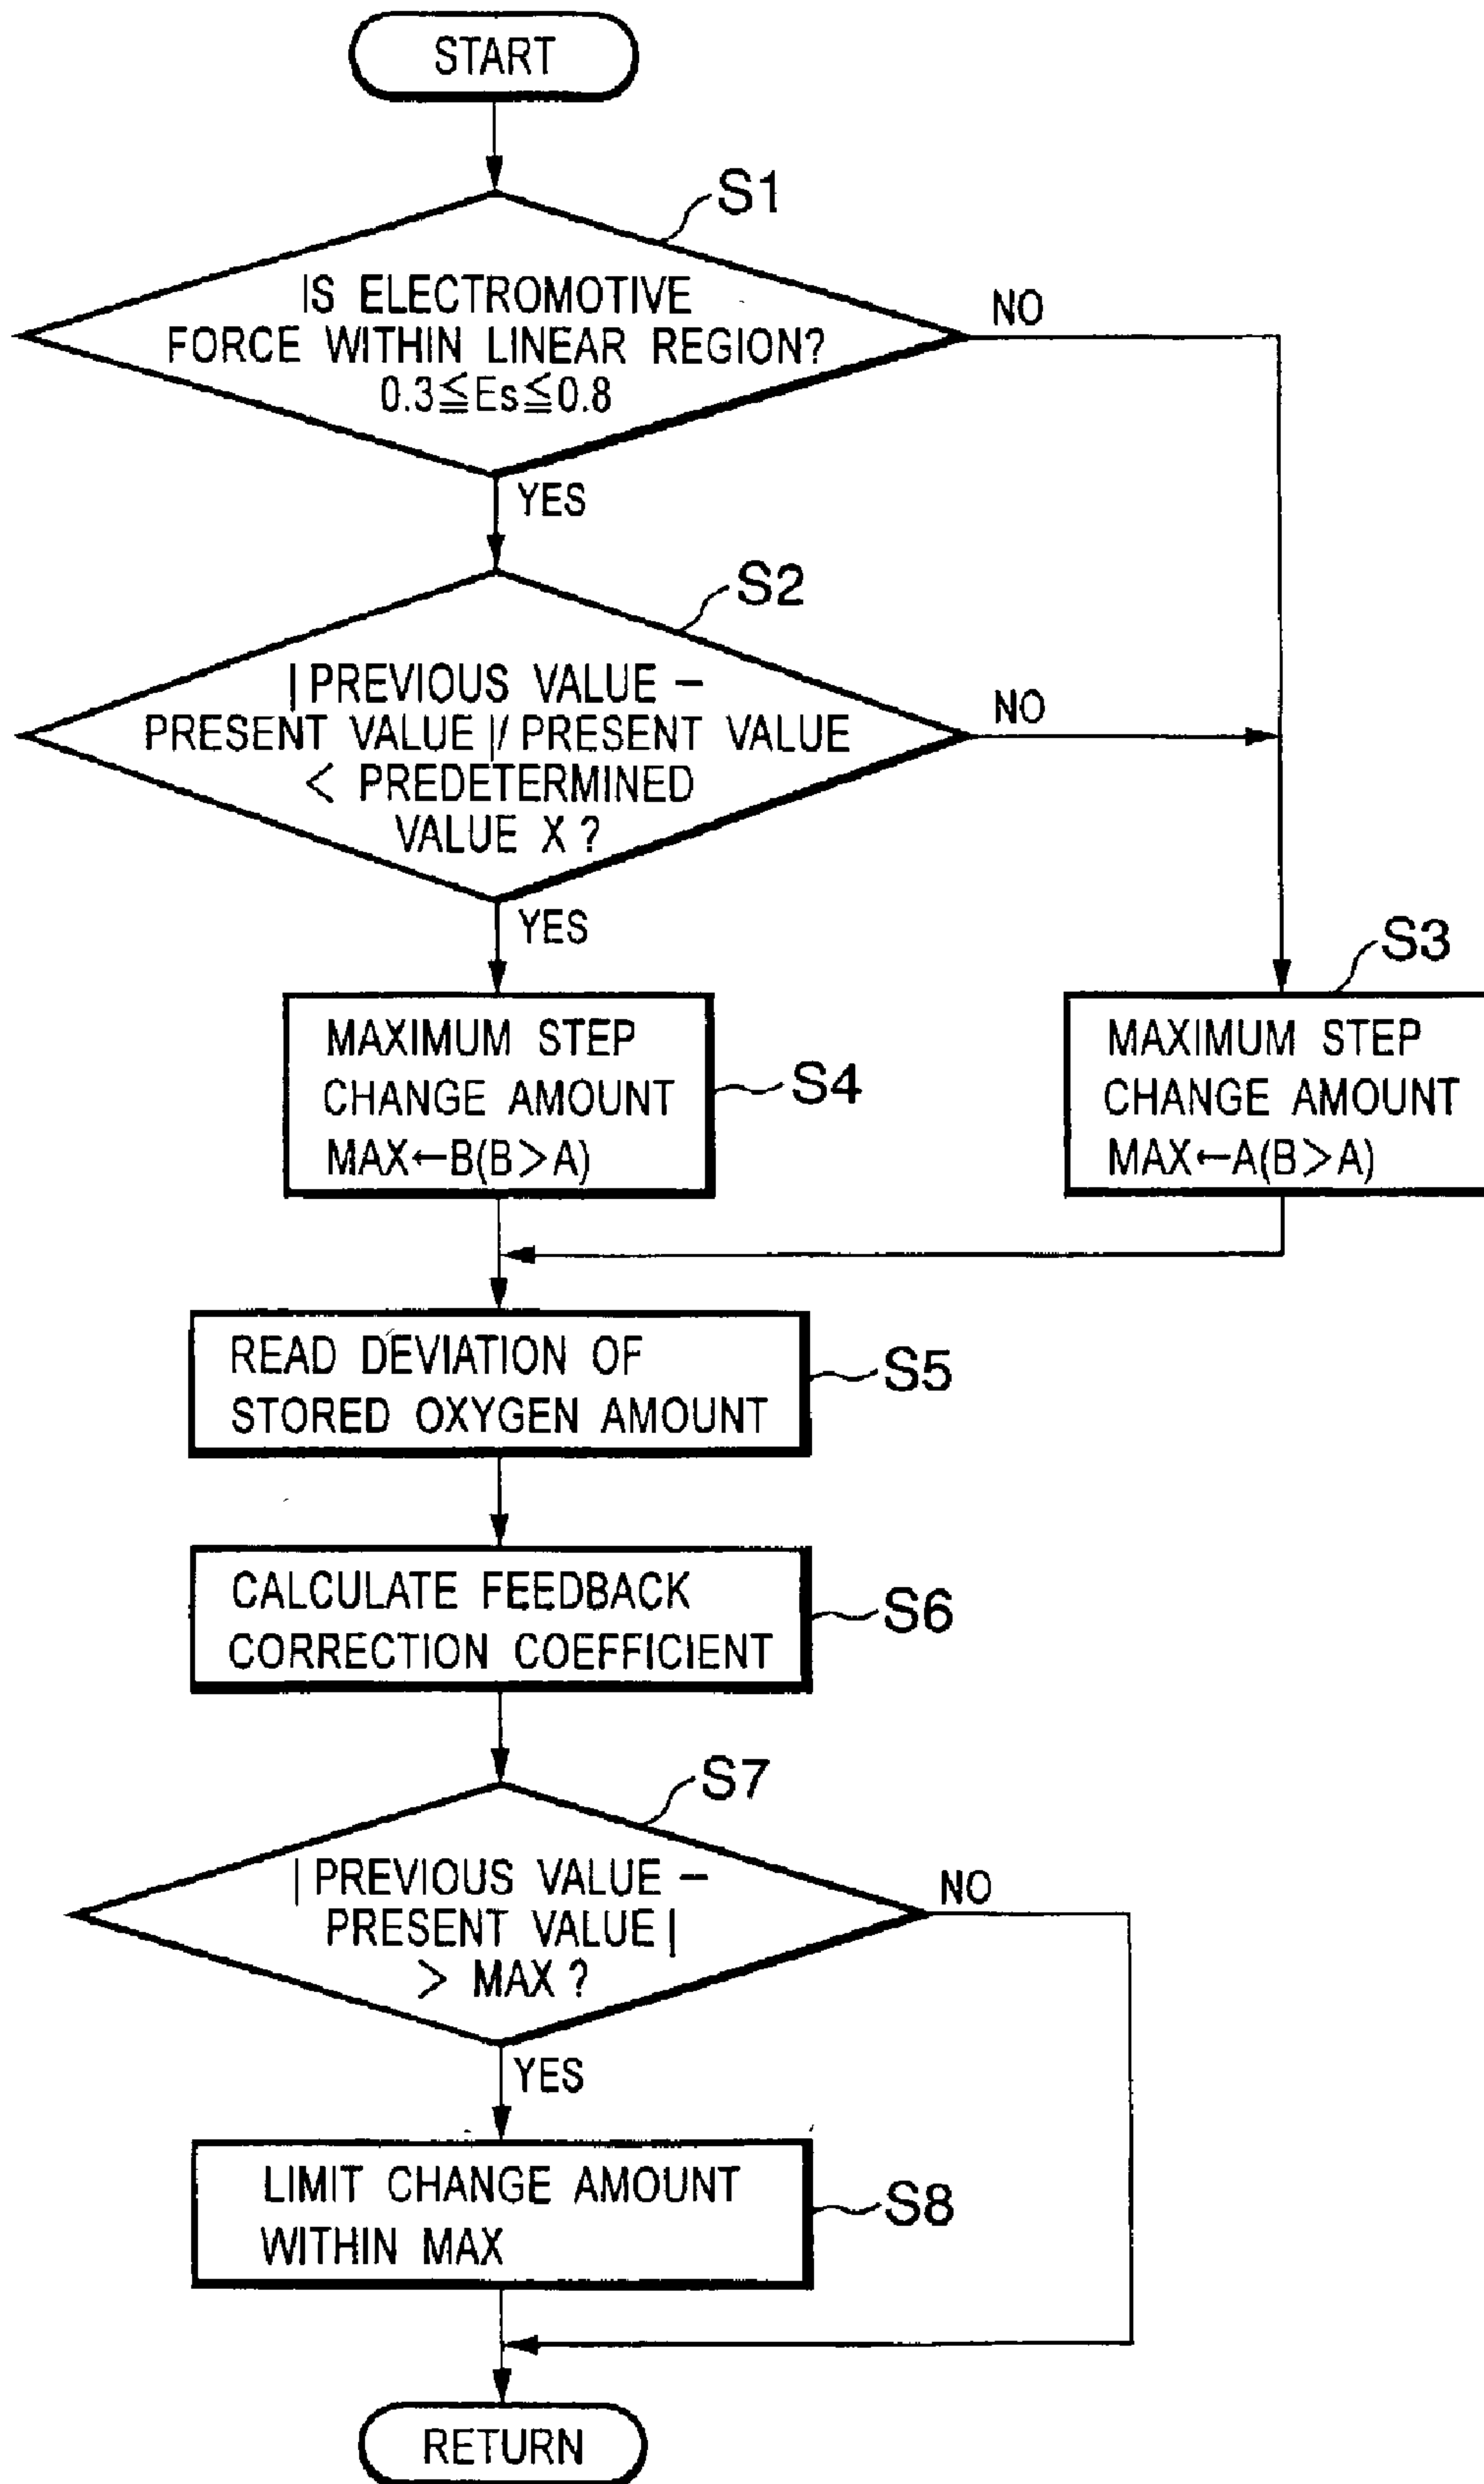 START
S1
IS ELECTROMOTIVE
FORCE WITHIN LINEAR REGION?
0.3≦Es≦0.8
NO
YES
S2
| PREVIOUS VALUE –
PRESENT VALUE |/ PRESENT VALUE
< PREDETERMINED
VALUE X ?
NO
YES
S4
MAXIMUM STEP
CHANGE AMOUNT
MAX←B(B>A)
S3
MAXIMUM STEP
CHANGE AMOUNT
MAX←A(B>A)
READ DEVIATION OF
STORED OXYGEN AMOUNT
S5
CALCULATE FEEDBACK
CORRECTION COEFFICIENT
S6
S7
| PREVIOUS VALUE –
PRESENT VALUE |
> MAX ?
NO
YES
LIMIT CHANGE AMOUNT
WITHIN MAX
S8
RETURN